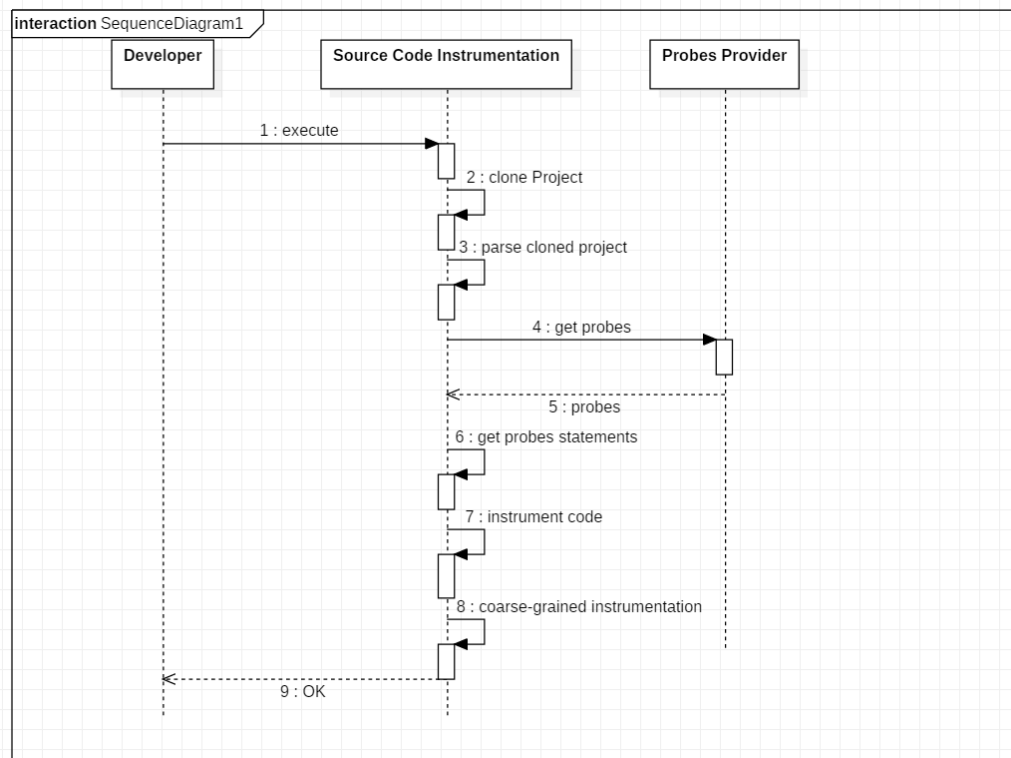 interaction SequenceDiagram1
Developer
Source Code Instrumentation
Probes Provider
1 : execute
2 : clone Project
3 : parse cloned project
4 : get probes
5 : probes
6 : get probes statements
7 : instrument code
8 : coarse-grained instrumentation
9 : OK